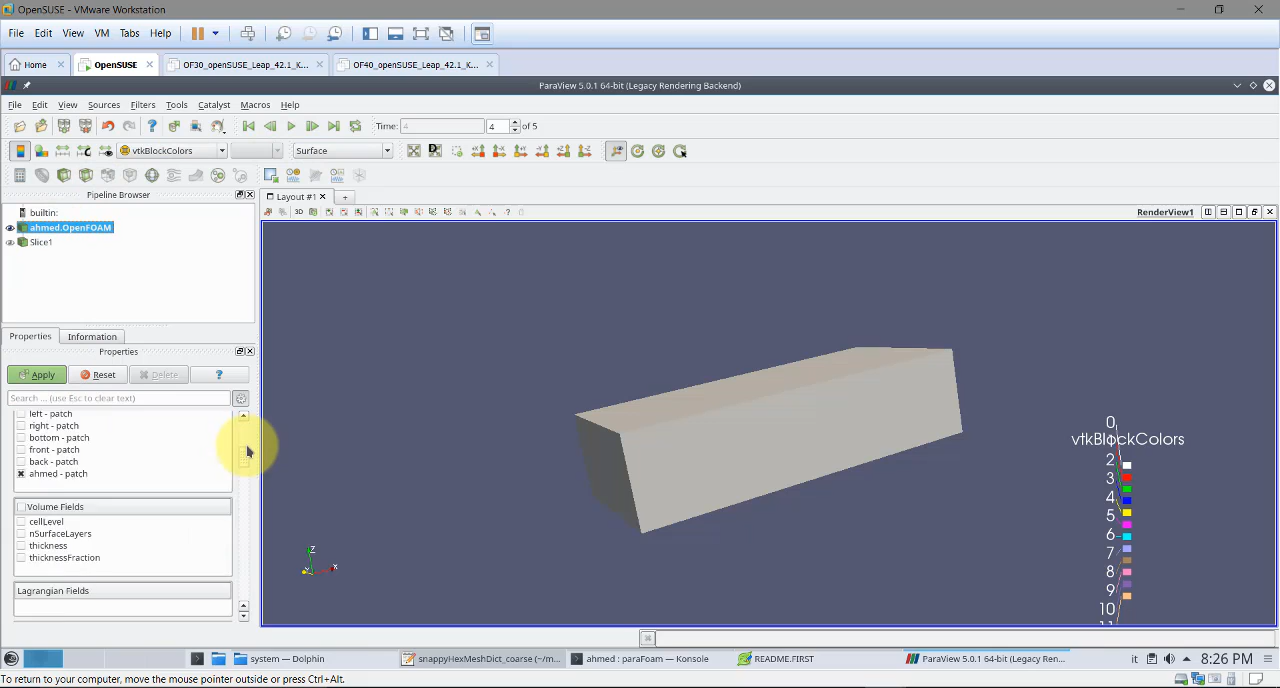 OpenSUSE - VMware Workstation
File Edit View VM Tabs Help
Home OpenSUSE OF30_openSUSE_Leap_42.1_K... OF40_openSUSE_Leap_42.1_K...
ParaView 5.0.1 64-bit (Legacy Rendering Backend)
File Edit View Sources Filters Tools Catalyst Macros Help
Time: 4 4 of 5
vtkBlockColors Surface
Pipeline Browser
Layout #1
builtin:
3D
RenderView1
ahmed.OpenFOAM
Slice1
Properties Information
Properties
Apply Reset Delete ?
Search ... (use Esc to clear text)
left - patch
right - patch
bottom - patch
front - patch
back - patch
ahmed - patch
Volume Fields
cellLevel
nSurfaceLayers
thickness
thicknessFraction
Lagrangian Fields
Z
Y
X
vtkBlockColors
0
1
2
3
4
5
6
7
8
9
10
11
system — Dolphin snappyHexMeshDict_coarse (~/m... ahmed : paraFoam — Konsole README.FIRST ParaView 5.0.1 64-bit (Legacy Ren... it 8:26 PM
To return to your computer, move the mouse pointer outside or press Ctrl+Alt.